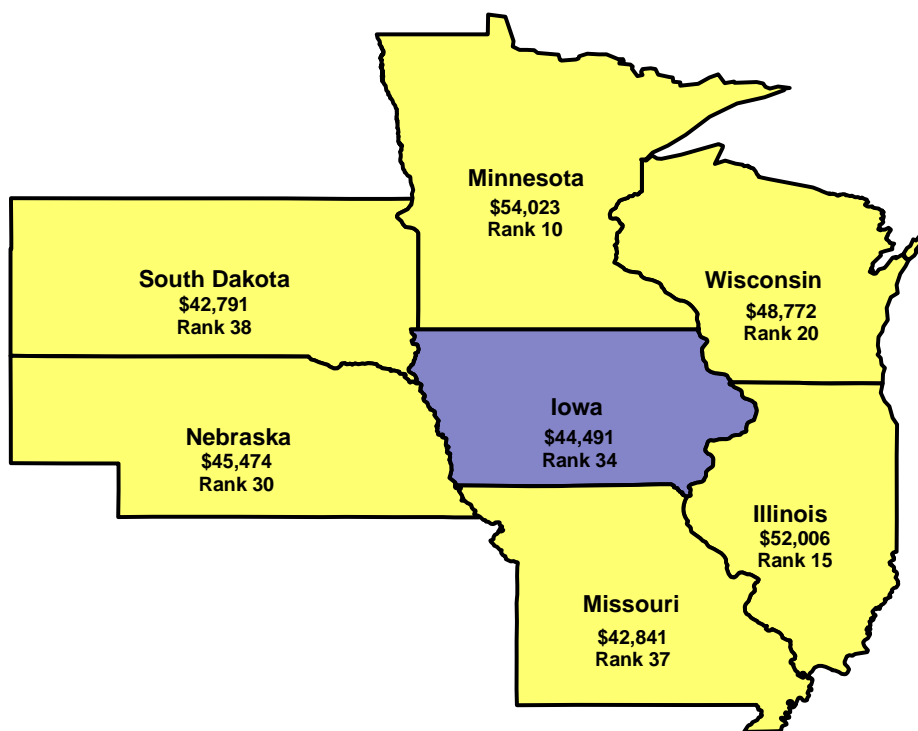 Minnesota
$54,023
Rank 10
South Dakota
$42,791
Rank 38
Wisconsin
$48,772
Rank 20
Iowa
$44,491
Rank 34
Nebraska
$45,474
Rank 30
Illinois
$52,006
Rank 15
Missouri
$42,841
Rank 37